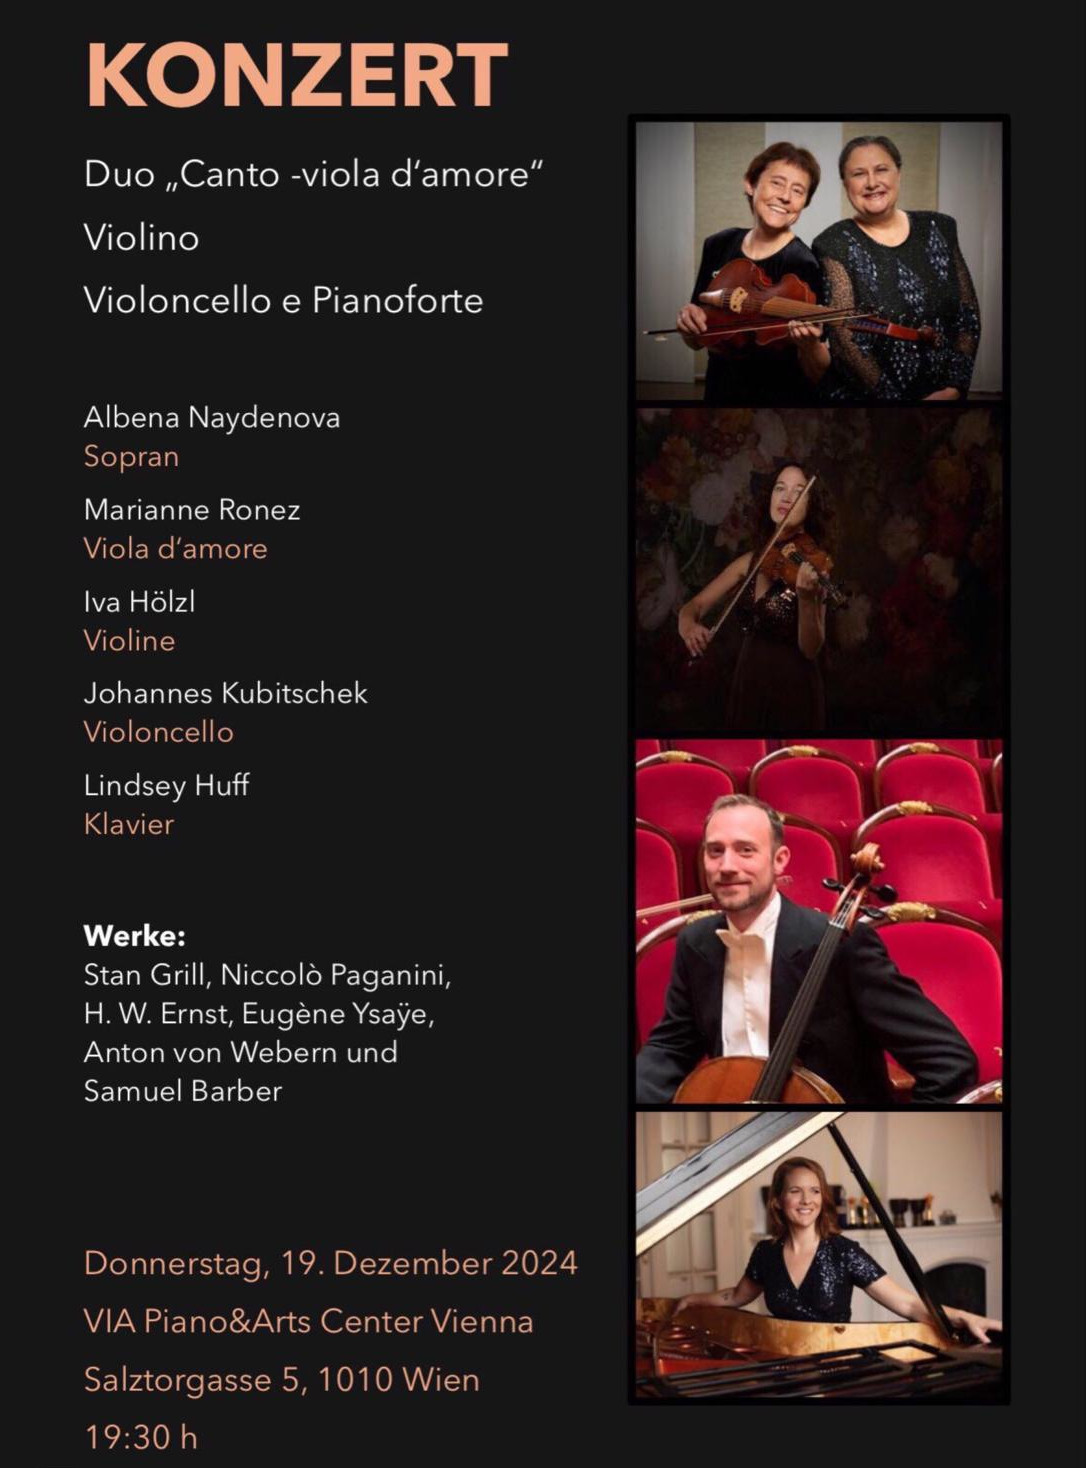 KONZERT
Duo „Canto -viola d’amore“
Violino
Violoncello e Pianoforte
Albena Naydenova
Sopran
Marianne Ronez
Viola d’amore
Iva Hölzl
Violine
Johannes Kubitschek
Violoncello
Lindsey Huff
Klavier
Werke:
Stan Grill, Niccolò Paganini,
H. W. Ernst, Eugène Ysaÿe,
Anton von Webern und
Samuel Barber
Donnerstag, 19. Dezember 2024
VIA Piano&Arts Center Vienna
Salztorgasse 5, 1010 Wien
19:30 h